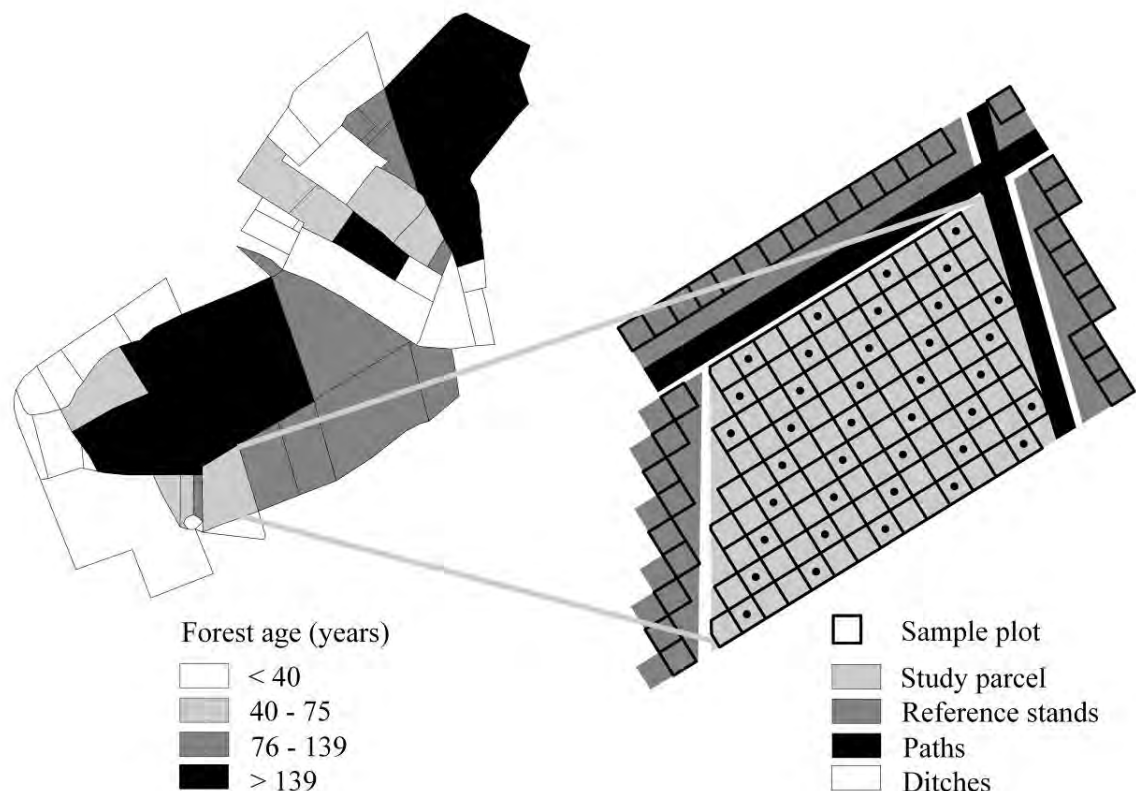 Forest age (years)
< 40
40 - 75
76 - 139
> 139
Sample plot
Study parcel
Reference stands
Paths
Ditches